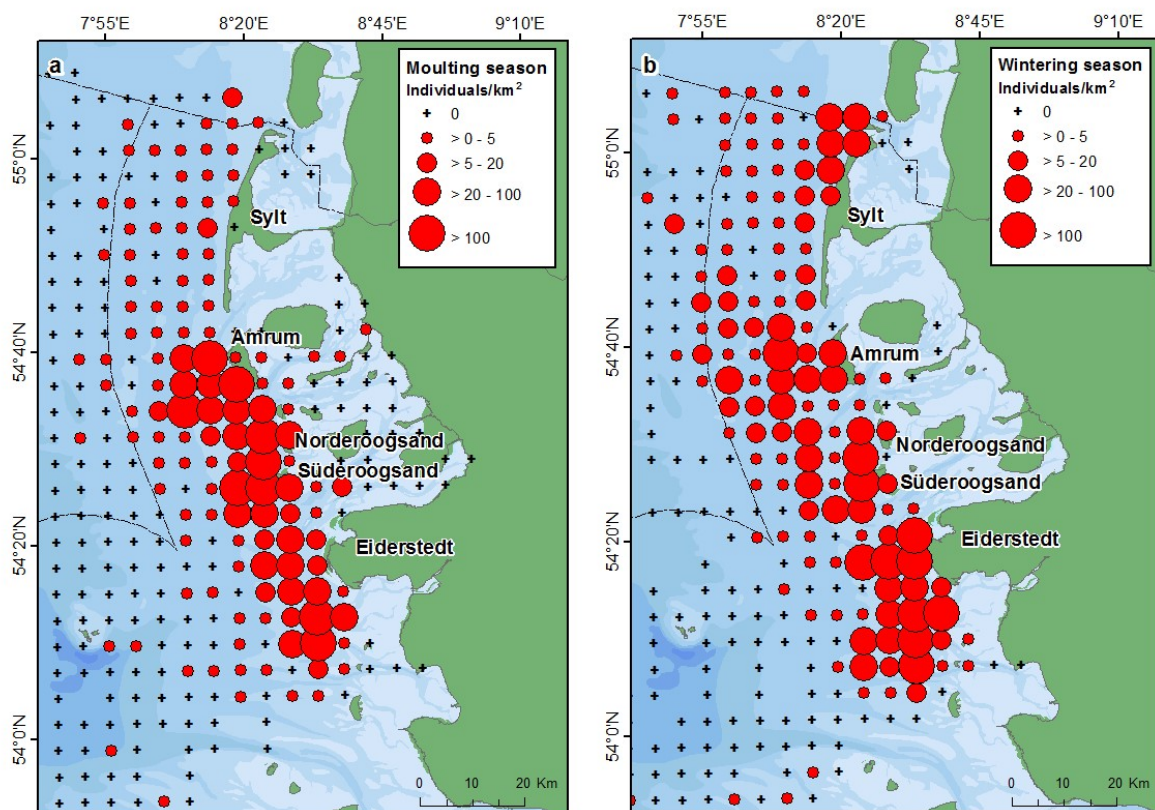 7°55'E 8°20'E 8°45'E 9°10'E
a
Moulting season
Individuals/km²
0
> 0 - 5
> 5 - 20
> 20 - 100
> 100
55°0'N
54°40'N
54°20'N
54°0'N
Sylt
Amrum
Norderoogsand
Süderoogsand
Eiderstedt
0 10 20 Km
7°55'E 8°20'E 8°45'E 9°10'E
b
Wintering season
Individuals/km²
0
> 0 - 5
> 5 - 20
> 20 - 100
> 100
55°0'N
54°40'N
54°20'N
54°0'N
Sylt
Amrum
Norderoogsand
Süderoogsand
Eiderstedt
0 10 20 Km